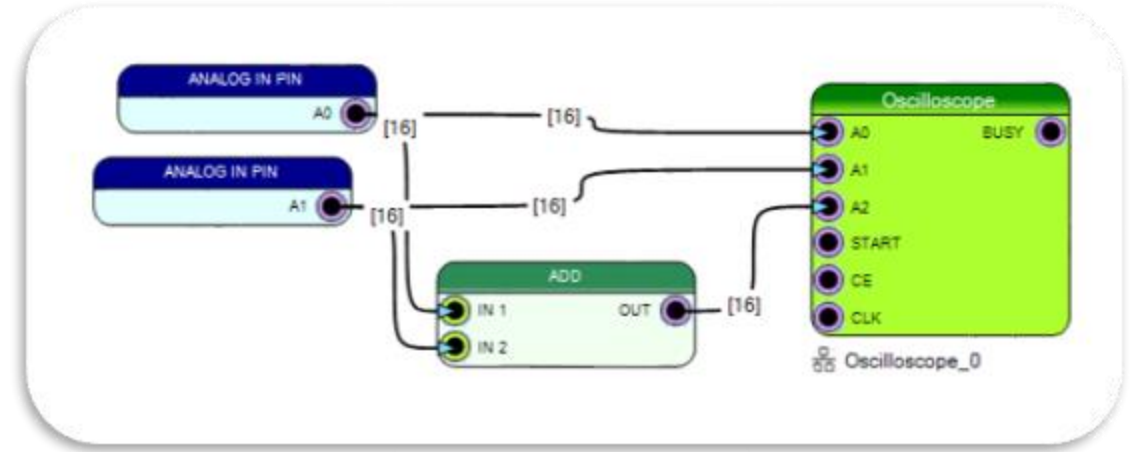 ANALOG IN PIN
A0
[16]
[16]
ANALOG IN PIN
A1
[16]
[16]
ADD
IN 1
IN 2
OUT
[16]
Oscilloscope
A0
BUSY
A1
A2
START
CE
CLK
Oscilloscope_0